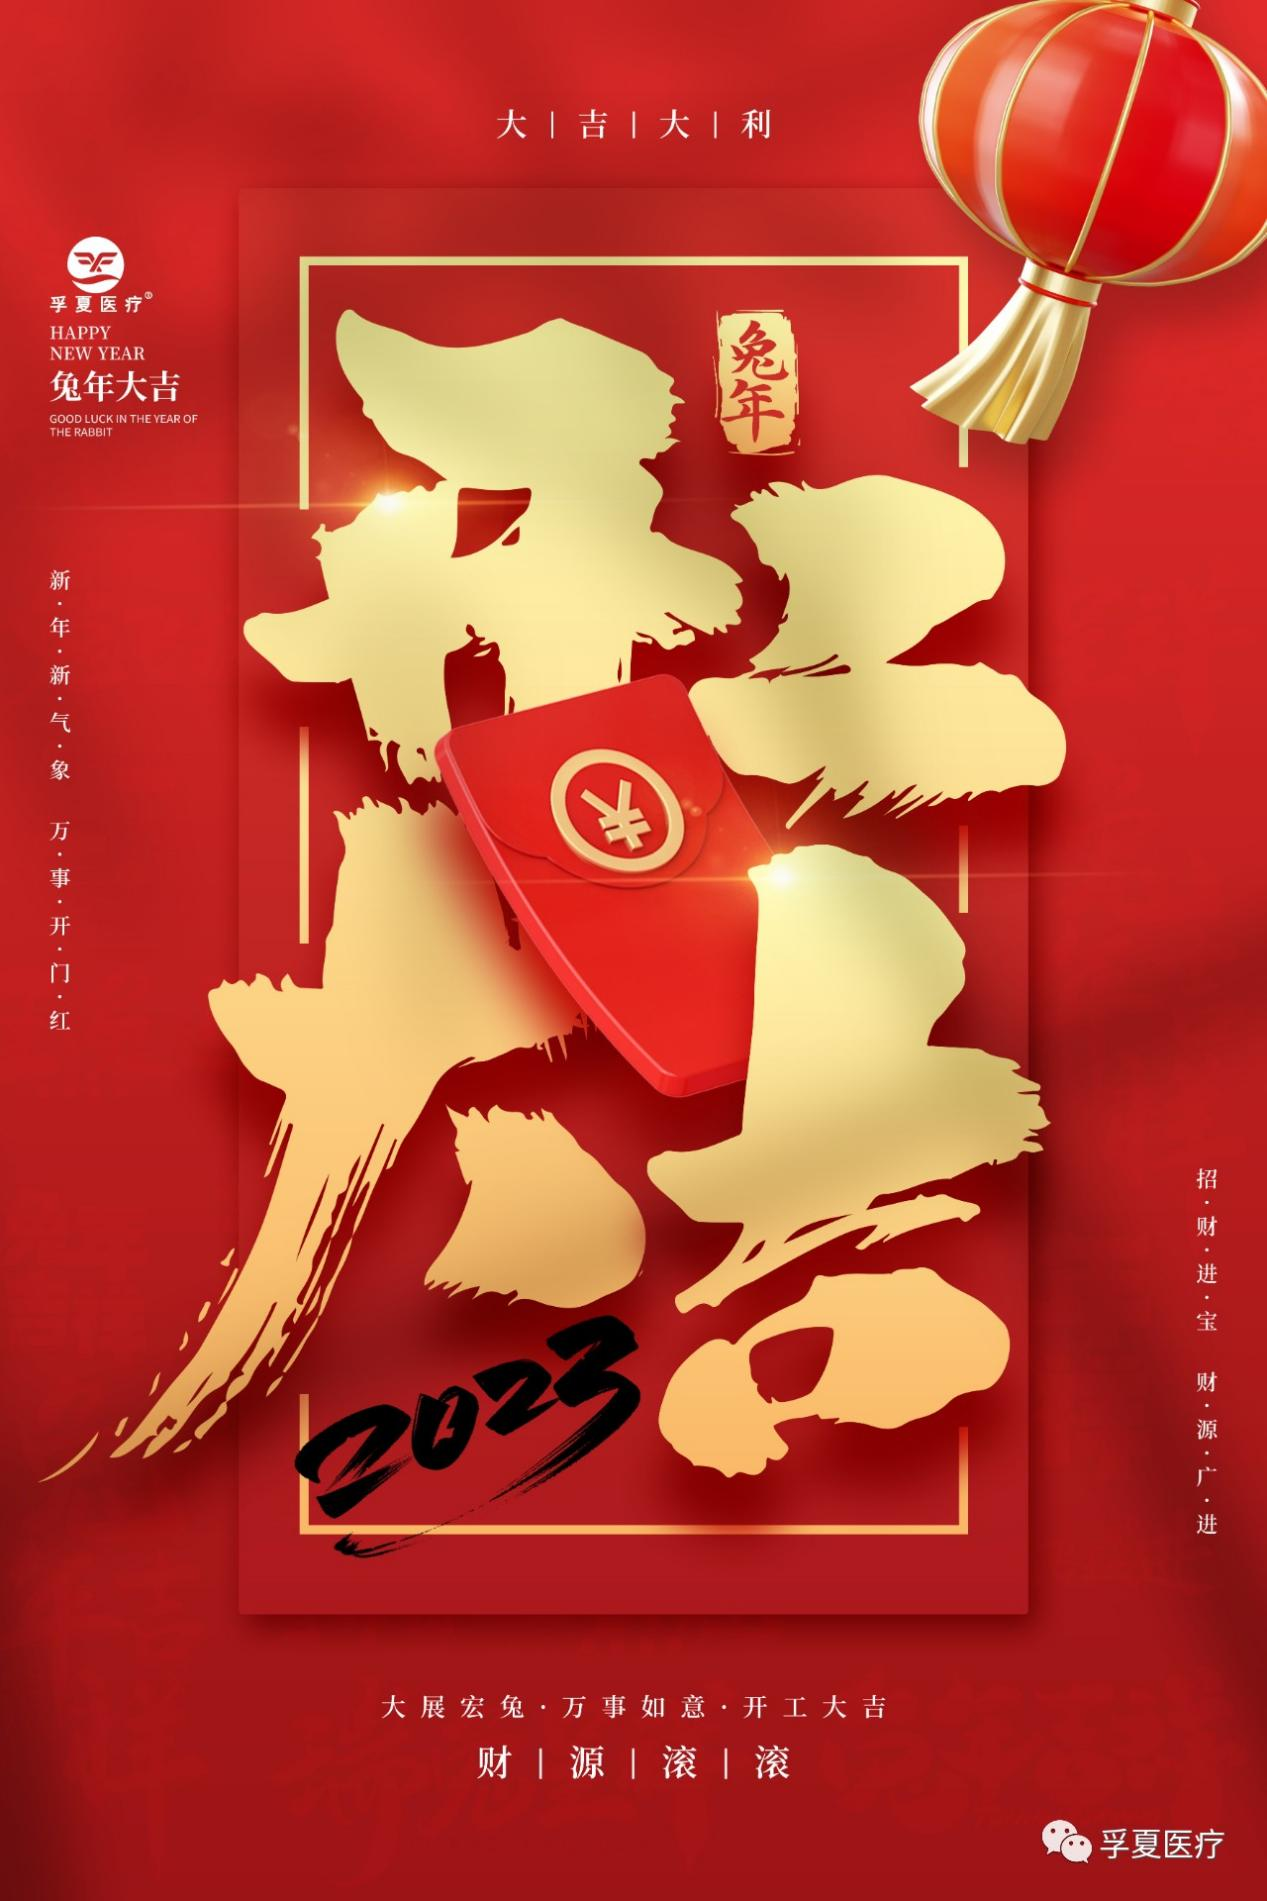 大|吉|大|利
孚夏医疗®
HAPPY
NEW YEAR
兔年大吉
GOOD LUCK IN THE YEAR OF
THE RABBIT
兔年
开工
大吉
¥
新·年·新·气·象 万·事·开·门·红
招·财·进·宝 财·源·广·进
2023
大展宏兔·万事如意·开工大吉
财|源|滚|滚
孚夏医疗